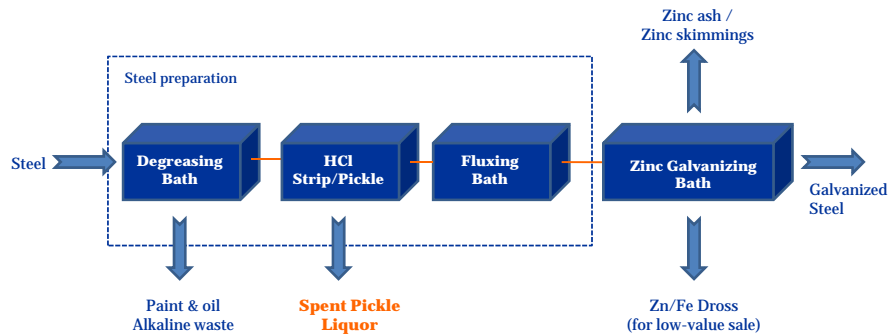 Zinc ash /
Zinc skimmings
Steel preparation
Steel
Degreasing
Bath
HCl
Strip/Pickle
Fluxing
Bath
Zinc Galvanizing
Bath
Galvanized
Steel
Paint & oil
Alkaline waste
Spent Pickle
Liquor
Zn/Fe Dross
(for low-value sale)